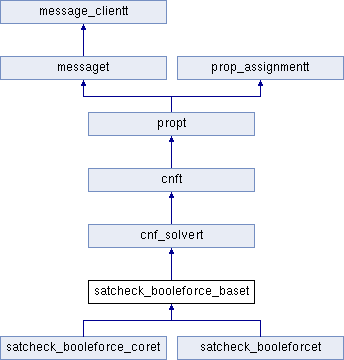 message_clientt
messaget
prop_assignmentt
propt
cnft
cnf_solvert
satcheck_booleforce_baset
satcheck_booleforce_coret
satcheck_booleforcet